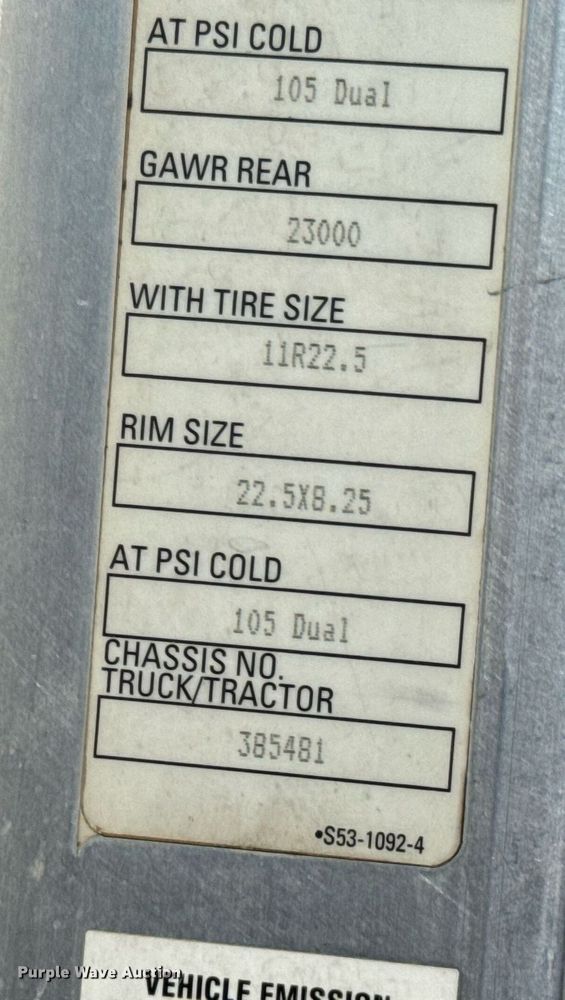 AT PSI COLD
105 Dual
GAWR REAR
23000
WITH TIRE SIZE
11R22.5
RIM SIZE
22.5X8.25
AT PSI COLD
105 Dual
CHASSIS NO.
TRUCK/TRACTOR
385481
•S53-1092-4
Purple Wave Auction
VEHICLE EMISSION